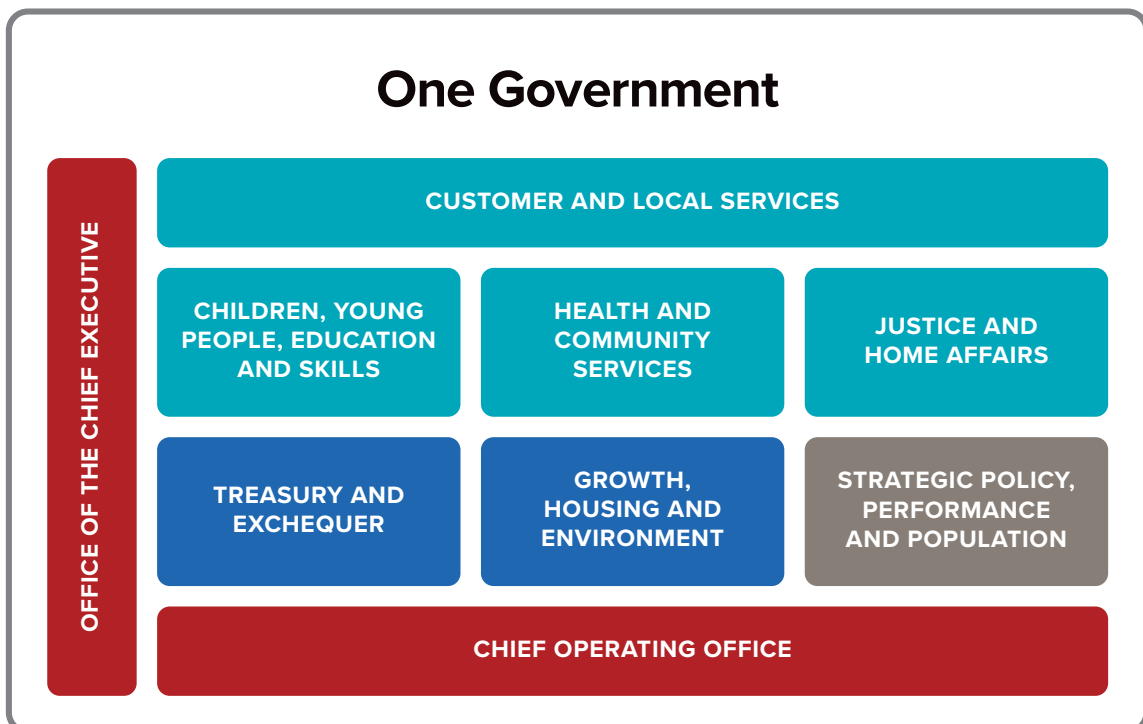 One Government
OFFICE OF THE CHIEF EXECUTIVE
CUSTOMER AND LOCAL SERVICES
CHILDREN, YOUNG
PEOPLE, EDUCATION
AND SKILLS
HEALTH AND
COMMUNITY
SERVICES
JUSTICE AND
HOME AFFAIRS
TREASURY AND
EXCHEQUER
GROWTH,
HOUSING AND
ENVIRONMENT
STRATEGIC POLICY,
PERFORMANCE
AND POPULATION
CHIEF OPERATING OFFICE